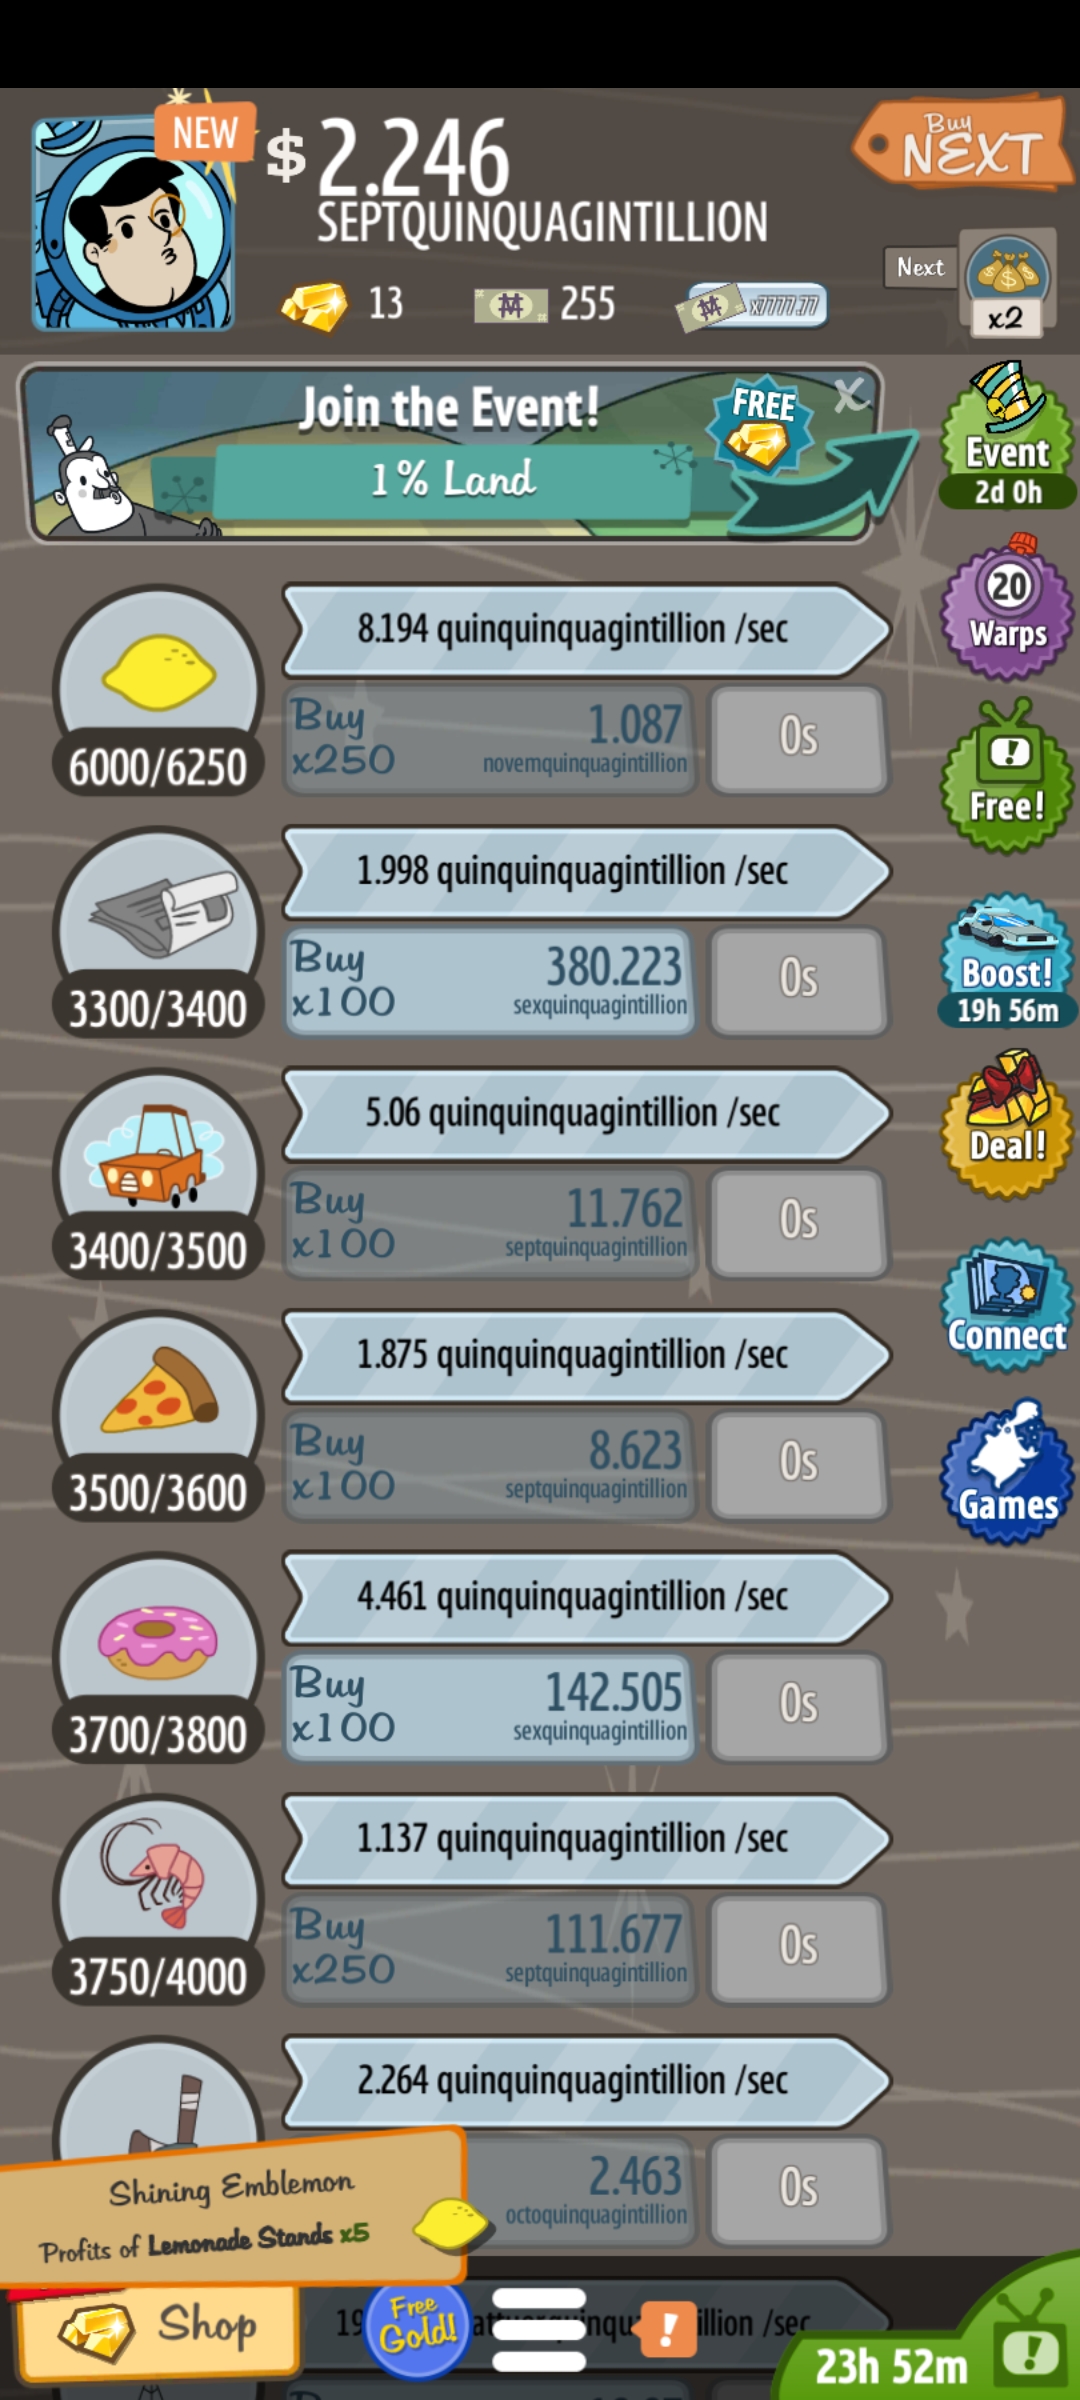 NEW
$ 2.246
SEPTQUINQUAGINTILLION
Buy
NEXT
13
255
x7777.77
Next
x2
Join the Event!
1% Land
FREE
X
Event
2d 0h
8.194 quinquinquagintillion /sec
Buy
x250
1.087
novemquinquagintillion
0s
6000/6250
20
Warps
Free!
1.998 quinquinquagintillion /sec
Buy
x100
380.223
sexquinquagintillion
0s
3300/3400
Boost!
19h 56m
5.06 quinquinquagintillion /sec
Buy
x100
11.762
septquinquagintillion
0s
3400/3500
Deal!
1.875 quinquinquagintillion /sec
Buy
x100
8.623
septquinquagintillion
0s
3500/3600
Connect
Games
4.461 quinquinquagintillion /sec
Buy
x100
142.505
sexquinquagintillion
0s
3700/3800
1.137 quinquinquagintillion /sec
Buy
x250
111.677
septquinquagintillion
0s
3750/4000
2.264 quinquinquagintillion /sec
2.463
octoquinquagintillion
0s
Shining Emblemon
Profits of Lemonade Stands x5
Shop
Free
Gold!
!
/sec
23h 52m